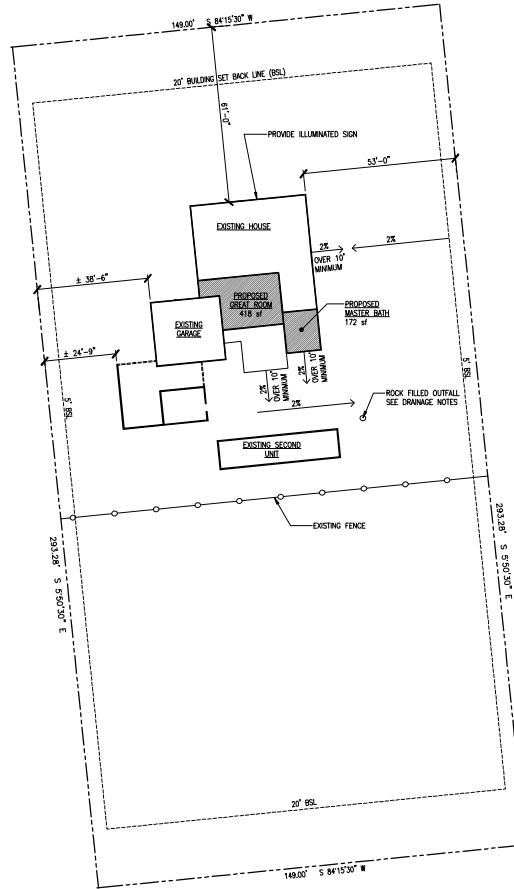 149.00' S 84'15'30" W
20' BUILDING SET BACK LINE (BSL)
61'-0"
PROVIDE ILLUMINATED SIGN
53'-0"
EXISTING HOUSE
2%
OVER 10'
MINIMUM
2%
± 38'-6"
PROPOSED
GREAT ROOM
418 sf
PROPOSED
MASTER BATH
172 sf
EXISTING
GARAGE
± 24'-9"
2%
OVER 10'
MINIMUM
2%
OVER 10'
MINIMUM
5' BSL
5' BSL
2%
ROCK FILLED OUTFALL
SEE DRAINAGE NOTES
EXISTING SECOND
UNIT
EXISTING FENCE
293.28' S 5'50'30" E
293.28' S 5'50'30" E
20' BSL
149.00' S 84'15'30" W